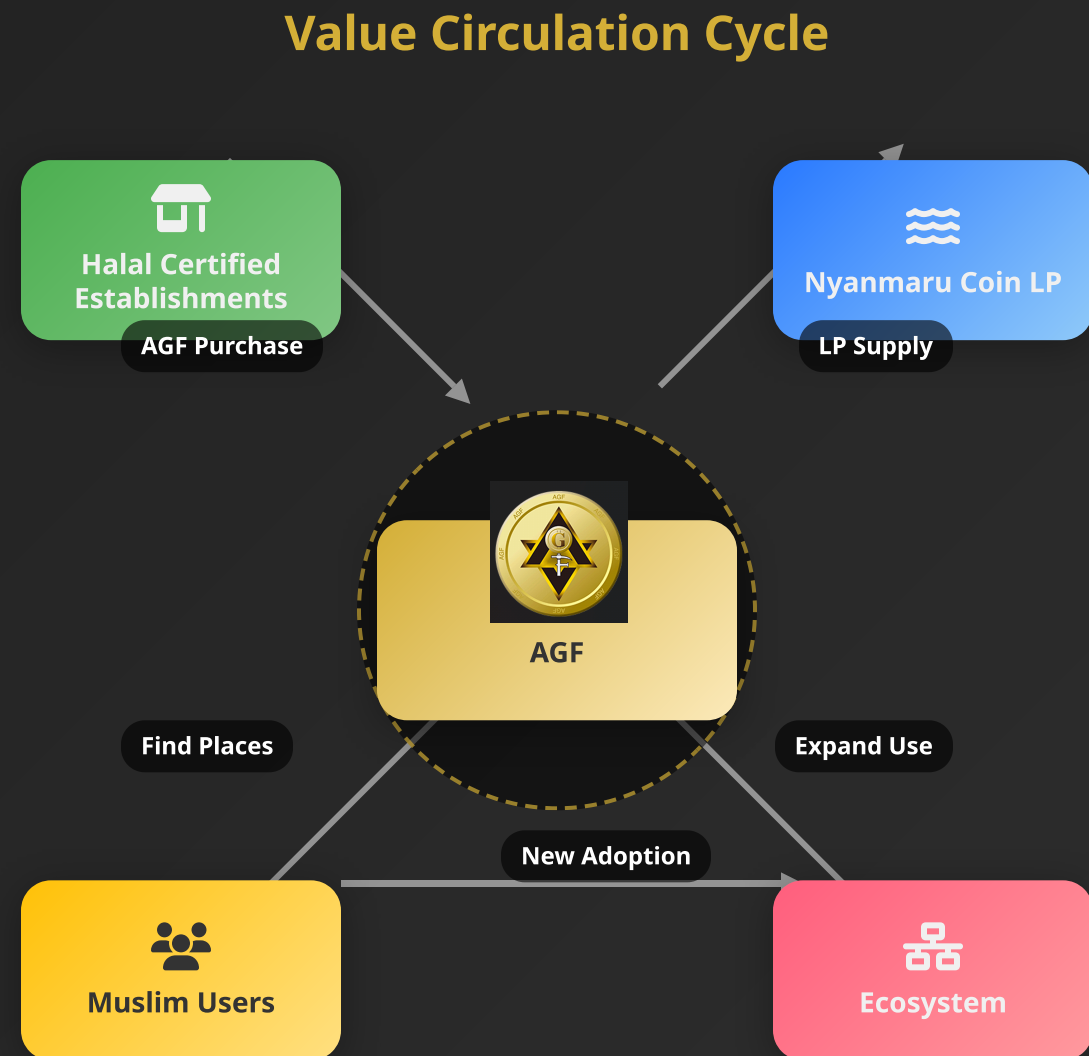 Value Circulation Cycle
Halal Certified
Establishments
AGF Purchase
Nyanmaru Coin LP
LP Supply
AGF
G
AGF
Find Places
Expand Use
New Adoption
Muslim Users
Ecosystem